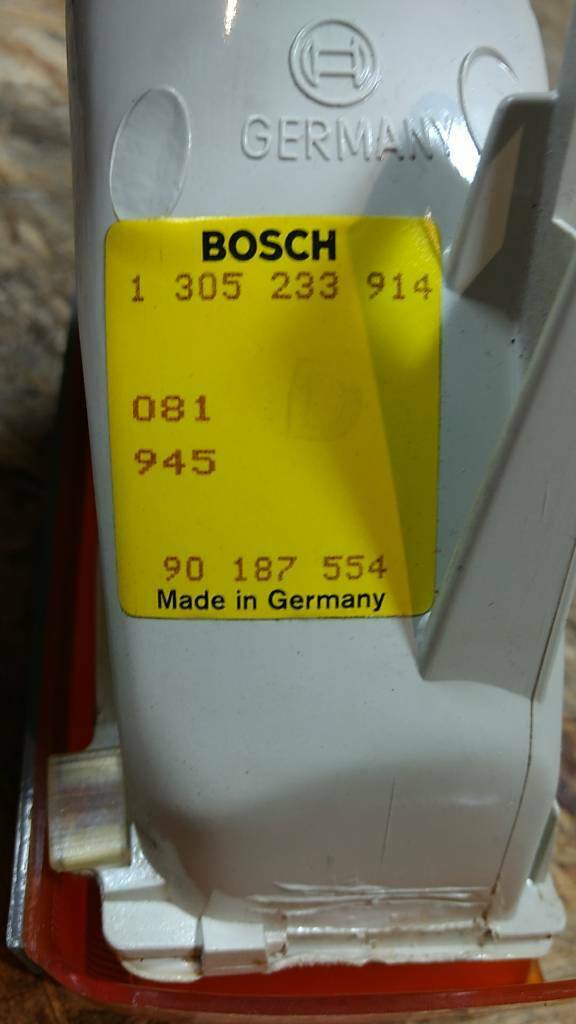 GERMANY
BOSCH
1 305 233 914
081
945
90 187 554
Made in Germany